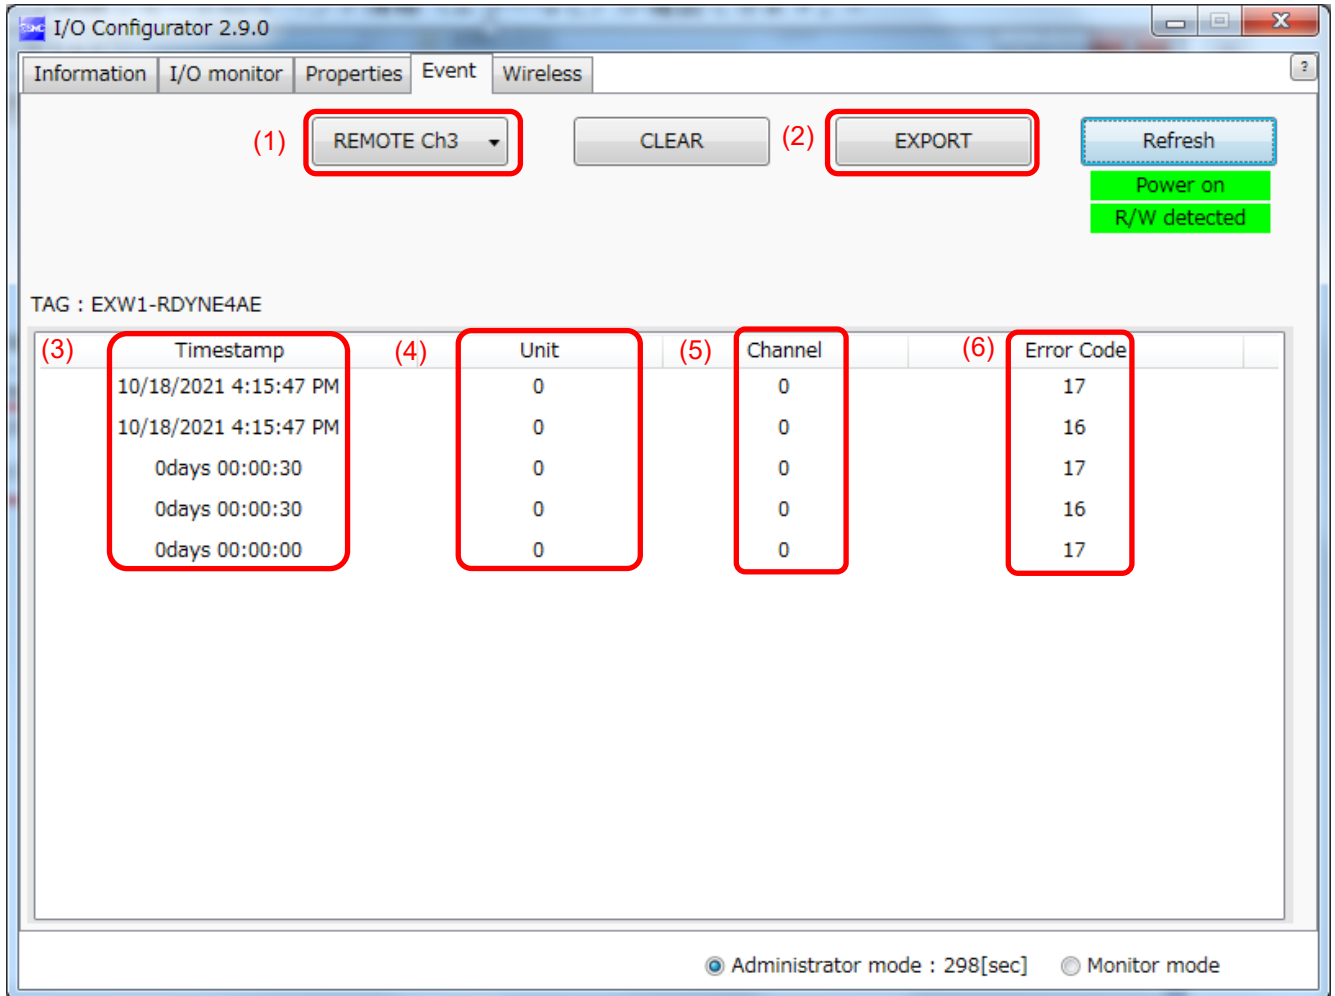 I/O Configurator 2.9.0
Information I/O monitor Properties Event Wireless ?
(1) REMOTE Ch3 CLEAR (2) EXPORT Refresh
Power on
R/W detected
TAG : EXW1-RDYNE4AE
(3) Timestamp (4) Unit (5) Channel (6) Error Code
10/18/2021 4:15:47 PM 0 0 17
10/18/2021 4:15:47 PM 0 0 16
0days 00:00:30 0 0 17
0days 00:00:30 0 0 16
0days 00:00:00 0 0 17
Administrator mode : 298[sec] Monitor mode